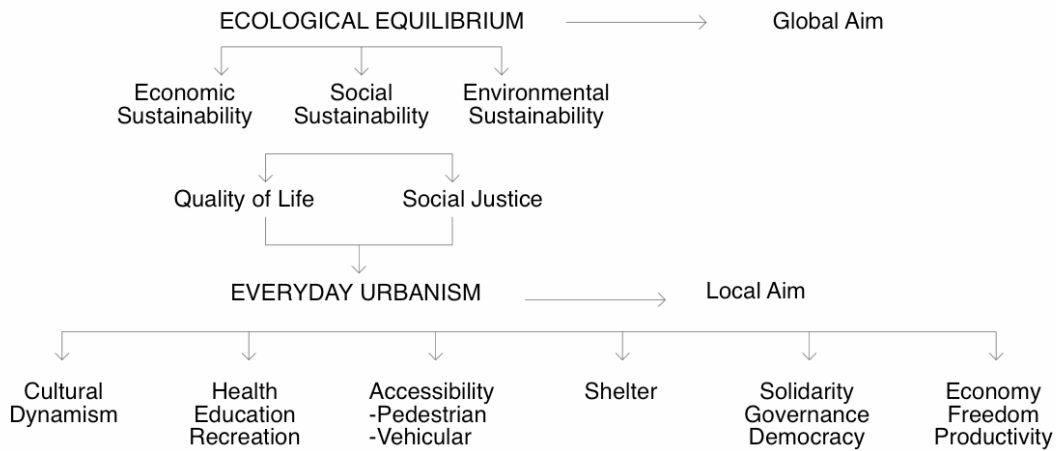 ECOLOGICAL EQUILIBRIUM
Global Aim
Economic
Sustainability
Social
Sustainability
Environmental
Sustainability
Quality of Life
Social Justice
EVERYDAY URBANISM
Local Aim
Cultural
Dynamism
Health
Education
Recreation
Accessibility
-Pedestrian
-Vehicular
Shelter
Solidarity
Governance
Democracy
Economy
Freedom
Productivity